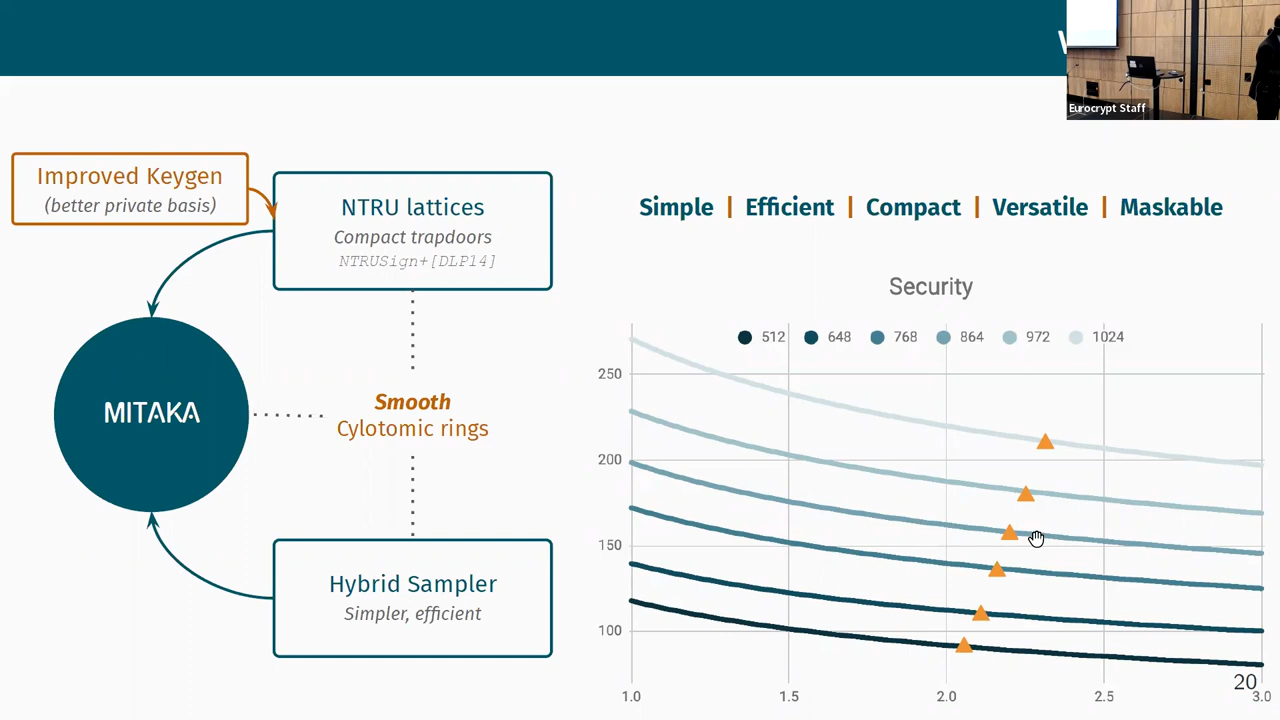 Eurocrypt Staff
Improved Keygen
(better private basis)
NTRU lattices
Compact trapdoors
NTRUSign+[DLP14]
MITAKA
Smooth
Cylotomic rings
Hybrid Sampler
Simpler, efficient
Simple | Efficient | Compact | Versatile | Maskable
Security
512 648 768 864 972 1024
250
200
150
100
1.0 1.5 2.0 2.5 3.0
20